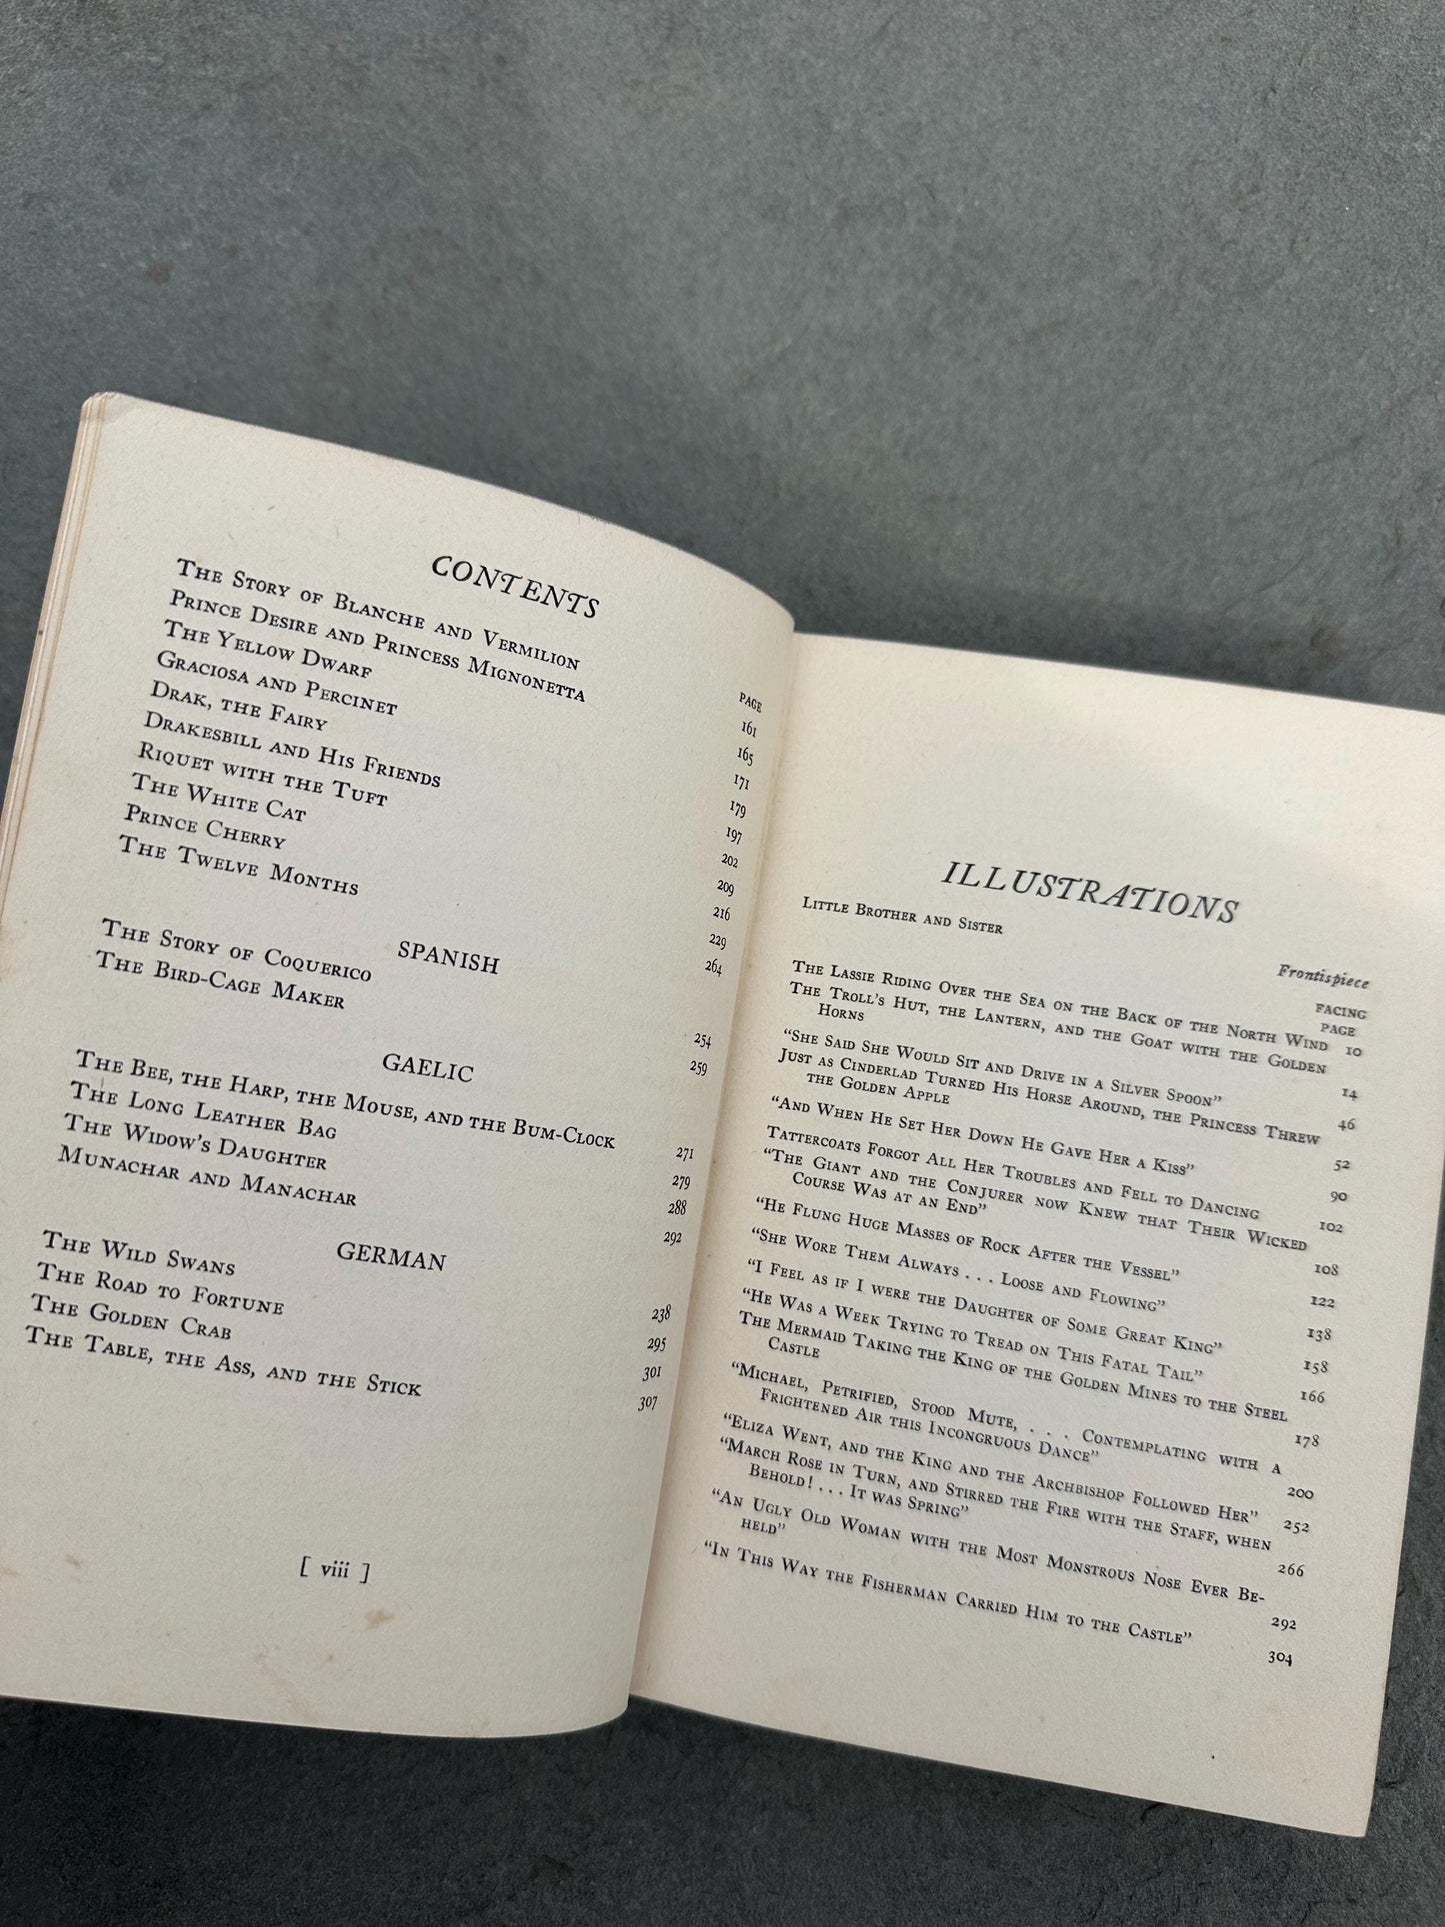 CONTENTS
PAGE
The Story of Blanche and Vermilion 161
Prince Desire and Princess Mignonetta 165
The Yellow Dwarf 171
Graciosa and Percinet 179
Drak, the Fairy 197
Drakesbill and His Friends 202
Riquet with the Tuft 209
The White Cat 216
Prince Cherry 229
The Twelve Months 264
SPANISH
The Story of Coquerico 254
The Bird-Cage Maker 259
GAELIC
The Bee, the Harp, the Mouse, and the Bum-Clock 271
The Long Leather Bag 279
The Widow's Daughter 288
Munachar and Manachar 292
GERMAN
The Wild Swans 238
The Road to Fortune 295
The Golden Crab 301
The Table, the Ass, and the Stick 307
[ viii ]
ILLUSTRATIONS
Little Brother and Sister Frontispiece
FACING
PAGE
The Lassie Riding Over the Sea on the Back of the North Wind 10
The Troll's Hut, the Lantern, and the Goat with the Golden
Horns 14
"She Said She Would Sit and Drive in a Silver Spoon" 46
Just as Cinderlad Turned His Horse Around, the Princess Threw
the Golden Apple 52
"And When He Set Her Down He Gave Her a Kiss" 90
Tattercoats Forgot All Her Troubles and Fell to Dancing 102
"The Giant and the Conjurer now Knew that Their Wicked
Course Was at an End" 108
"He Flung Huge Masses of Rock After the Vessel" 122
"She Wore Them Always . . . Loose and Flowing" 138
"I Feel as if I were the Daughter of Some Great King" 158
"He Was a Week Trying to Tread on This Fatal Tail" 166
The Mermaid Taking the King of the Golden Mines to the Steel
Castle 178
"Michael, Petrified, Stood Mute, . . . Contemplating with a
Frightened Air this Incongruous Dance" 200
"Eliza Went, and the King and the Archbishop Followed Her" 252
"March Rose in Turn, and Stirred the Fire with the Staff, when
Behold! . . . It was Spring" 266
"An Ugly Old Woman with the Most Monstrous Nose Ever Be-
held" 292
"In This Way the Fisherman Carried Him to the Castle" 304